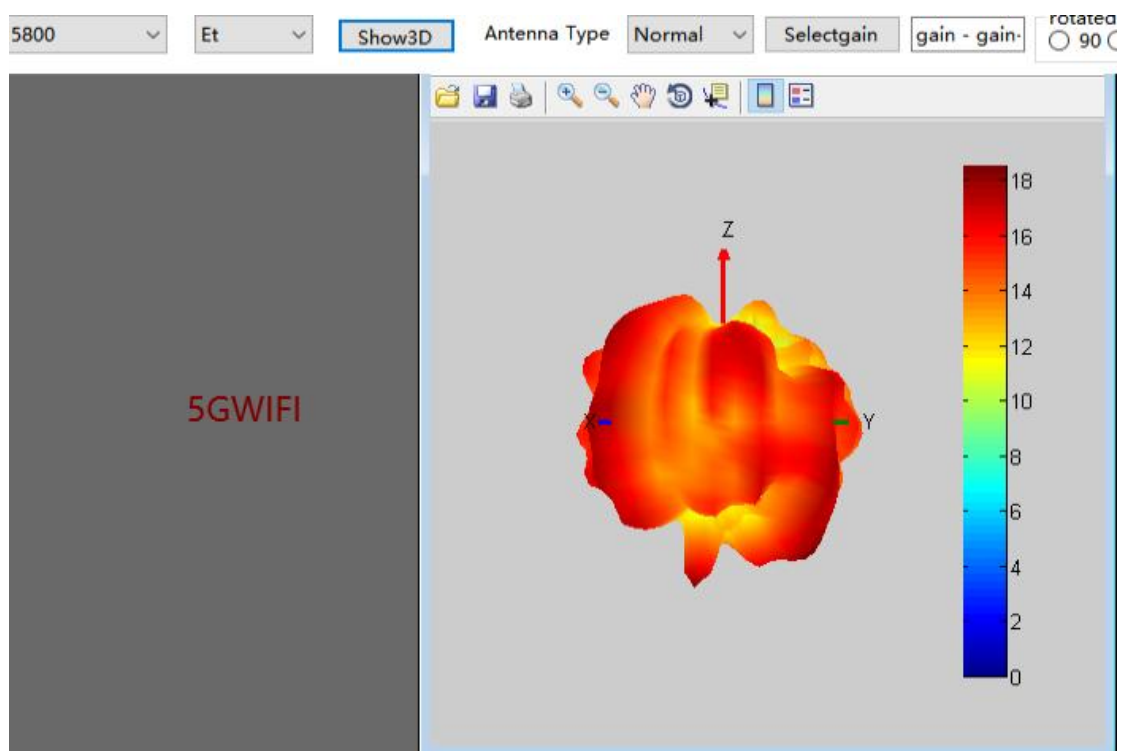 5800 Et Show3D Antenna Type Normal Selectgain gain - gain- rotated
90
5GWIFI
Z
X
Y
18
16
14
12
10
8
6
4
2
0